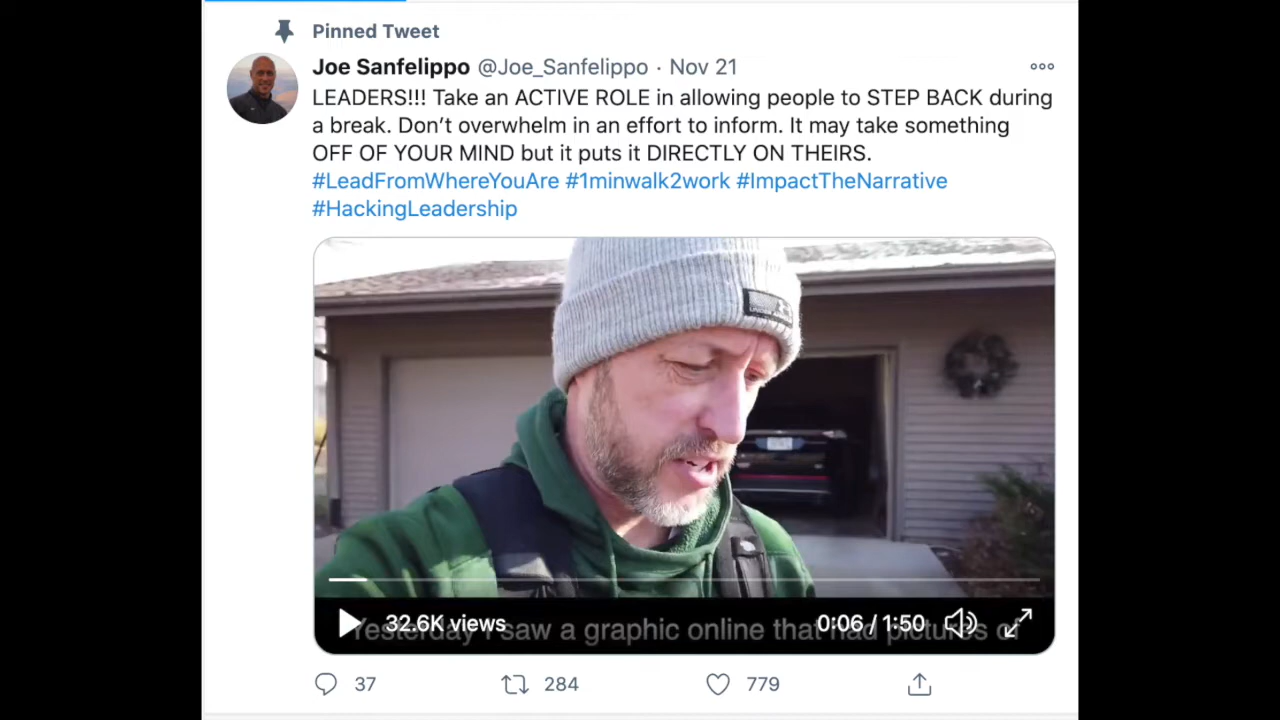 Pinned Tweet
Joe Sanfelippo @Joe_Sanfelippo · Nov 21
LEADERS!!! Take an ACTIVE ROLE in allowing people to STEP BACK during
a break. Don’t overwhelm in an effort to inform. It may take something
OFF OF YOUR MIND but it puts it DIRECTLY ON THEIRS.
#LeadFromWhereYouAre #1minwalk2work #ImpactTheNarrative
#HackingLeadership
32.6K views 0:06 / 1:50
Yesterday I saw a graphic online that had pictures of
37 284 779